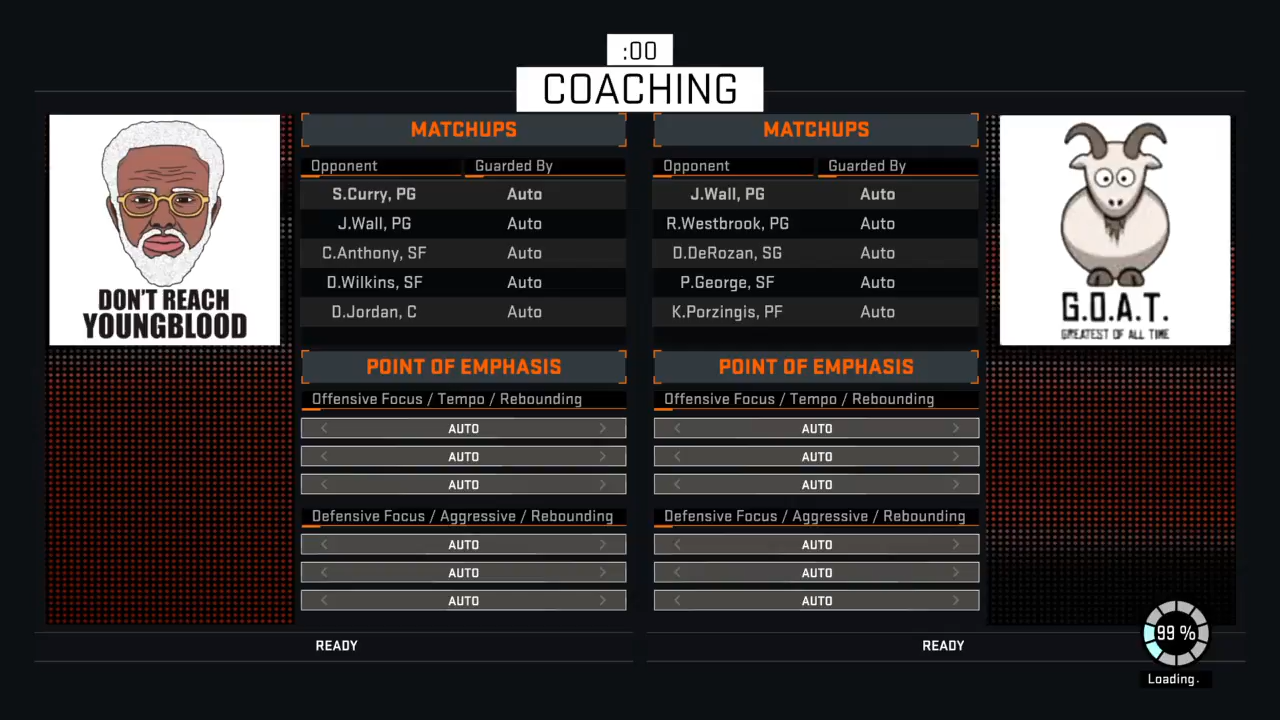 :00
COACHING
DON'T REACH
YOUNGBLOOD
MATCHUPS
Opponent Guarded By
S.Curry, PG Auto
J.Wall, PG Auto
C.Anthony, SF Auto
D.Wilkins, SF Auto
D.Jordan, C Auto
POINT OF EMPHASIS
Offensive Focus / Tempo / Rebounding
< AUTO >
< AUTO >
< AUTO >
Defensive Focus / Aggressive / Rebounding
< AUTO >
< AUTO >
< AUTO >
READY
MATCHUPS
Opponent Guarded By
J.Wall, PG Auto
R.Westbrook, PG Auto
D.DeRozan, SG Auto
P.George, SF Auto
K.Porzingis, PF Auto
POINT OF EMPHASIS
Offensive Focus / Tempo / Rebounding
< AUTO >
< AUTO >
< AUTO >
Defensive Focus / Aggressive / Rebounding
< AUTO >
< AUTO >
< AUTO >
READY
G.O.A.T.
GREATEST OF ALL TIME
99 %
Loading.